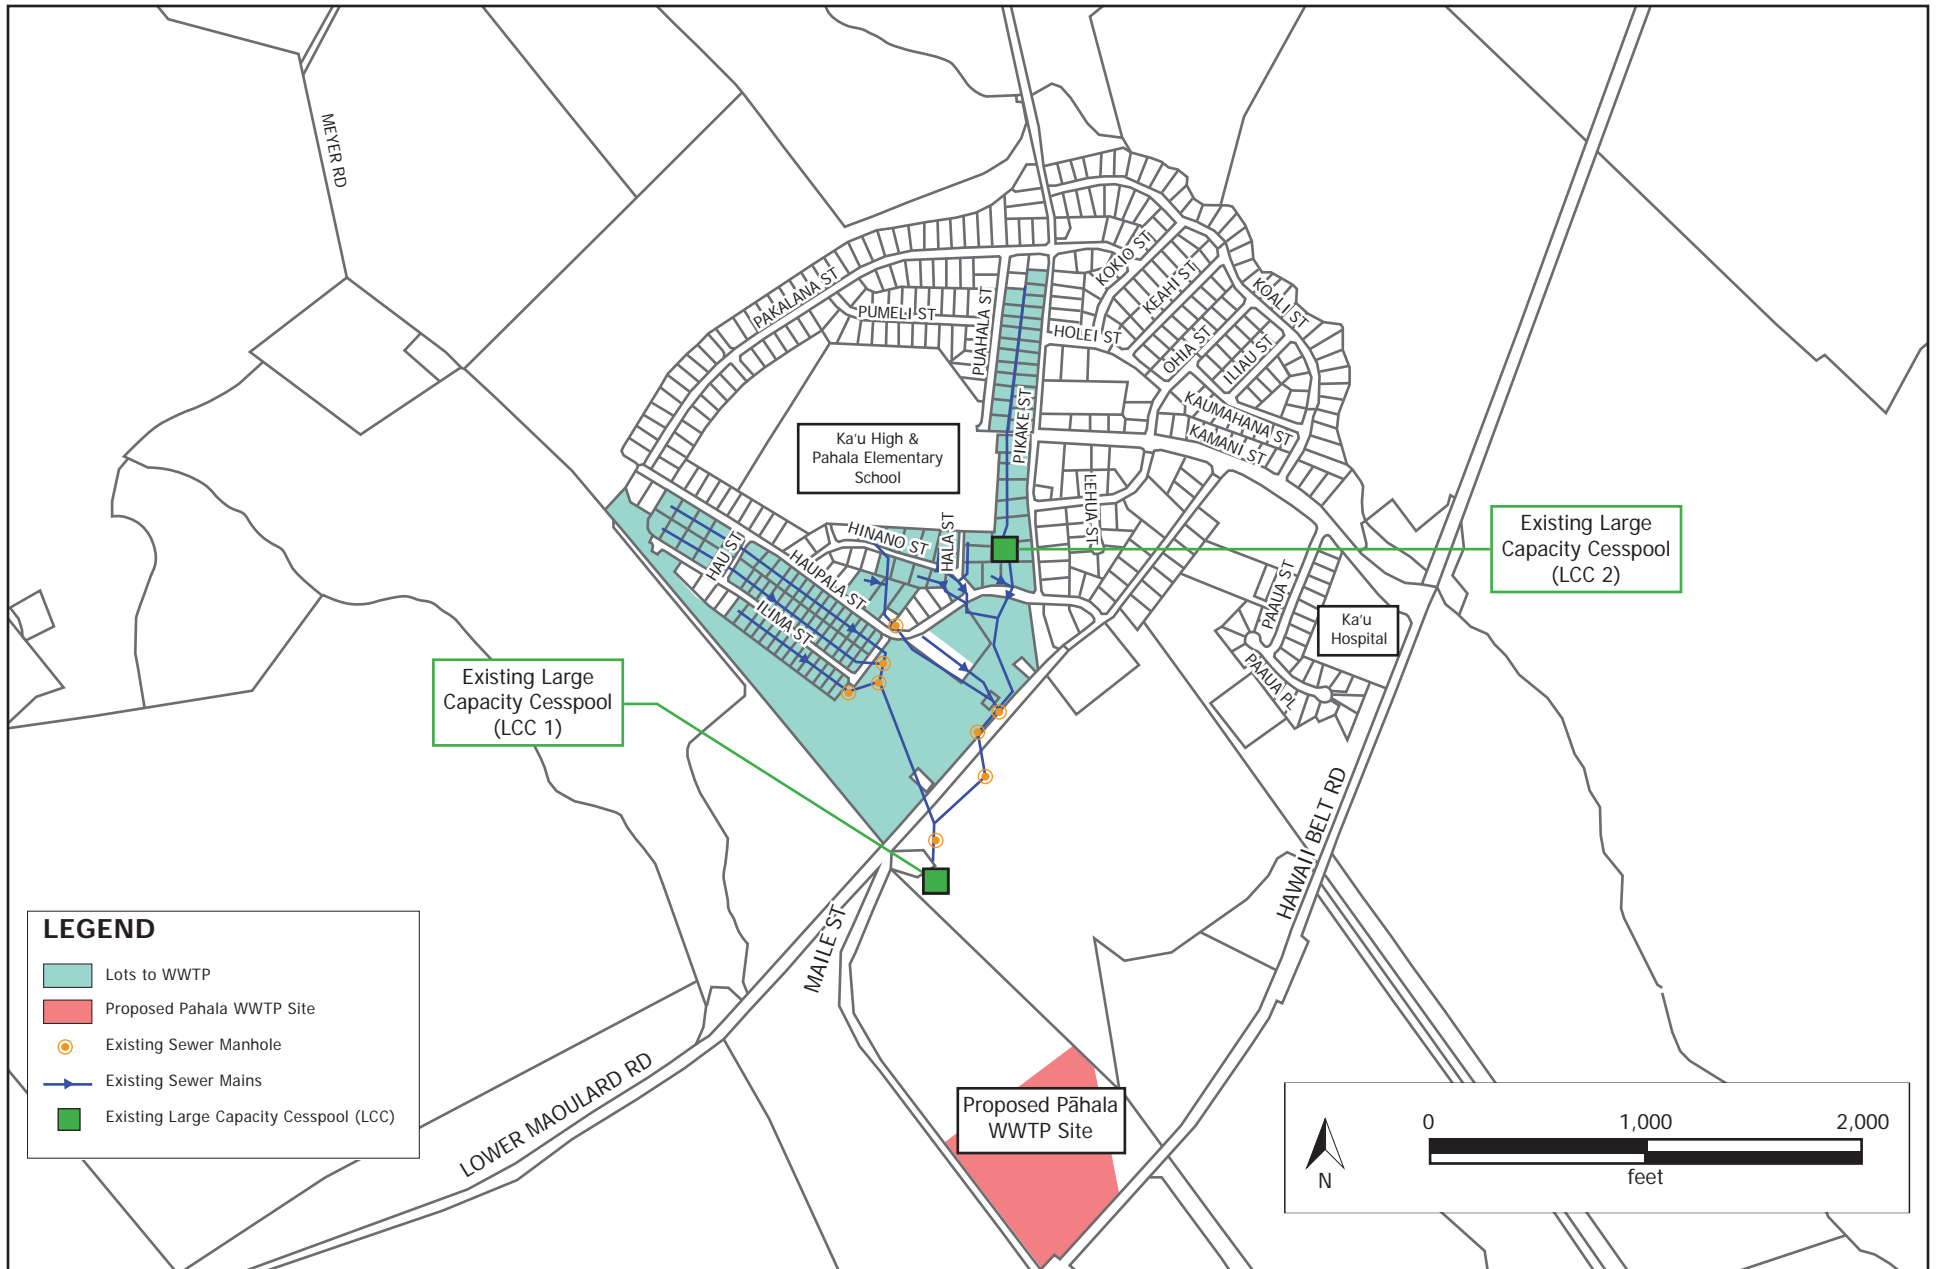 MEYER RD
PAKALANA ST
PUMELI ST
PUAHALA ST
KOKIO ST
KEAHI ST
KOALI ST
HOLEI ST
OHIA ST
ILIAU ST
PIKAKE ST
KAUMAHANA ST
KAMANI ST
Ka'u High &
Pahala Elementary
School
LEHUA ST
HINANO ST
HALA ST
HAU ST
HAUPALA ST
ILIMA ST
Existing Large
Capacity Cesspool
(LCC 2)
PAAUA ST
Ka'u
Hospital
PAAUA PL
Existing Large
Capacity Cesspool
(LCC 1)
HAWAII BELT RD
MAILE ST
LOWER MAOULARD RD
Proposed Pāhala
WWTP Site
LEGEND
Lots to WWTP
Proposed Pahala WWTP Site
Existing Sewer Manhole
Existing Sewer Mains
Existing Large Capacity Cesspool (LCC)
0 1,000 2,000
feet
N